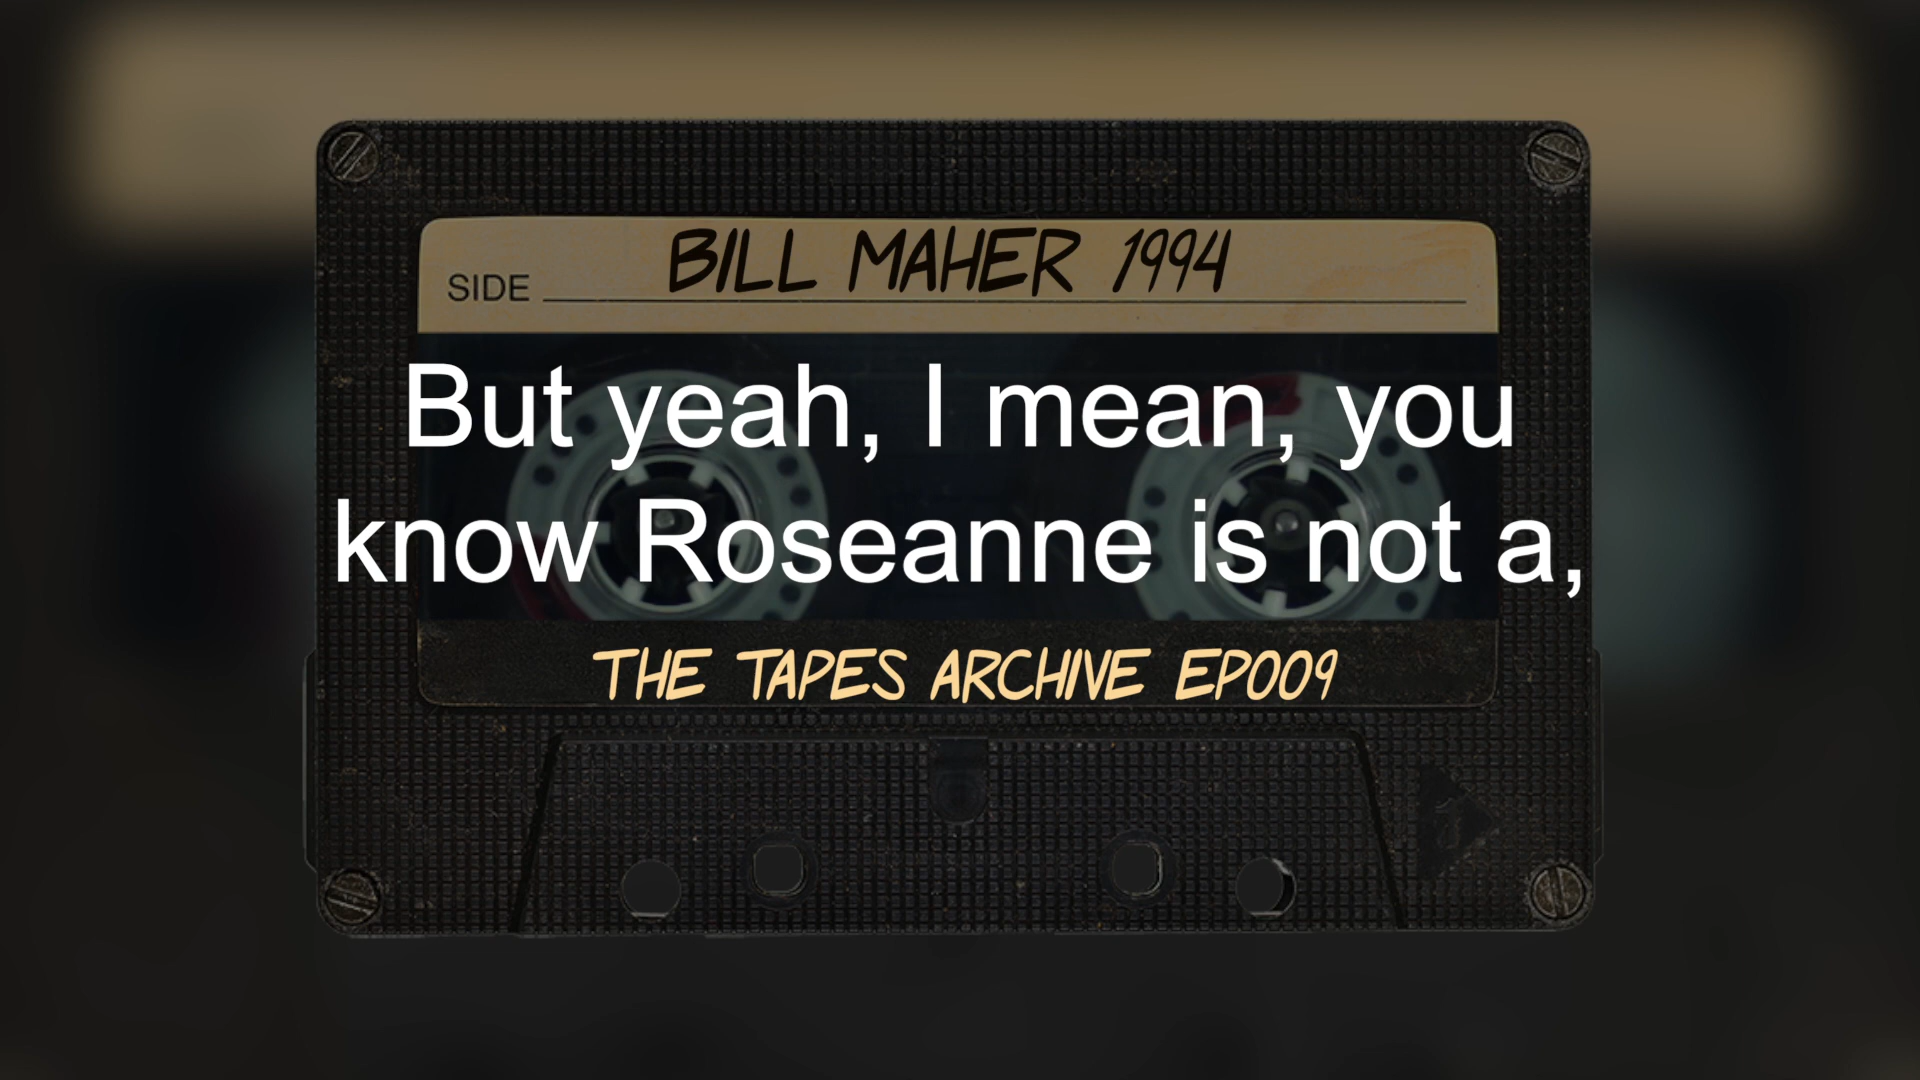 BILL MAHER 1994
SIDE
But yeah, I mean, you
know Roseanne is not a,
THE TAPES ARCHIVE EP009